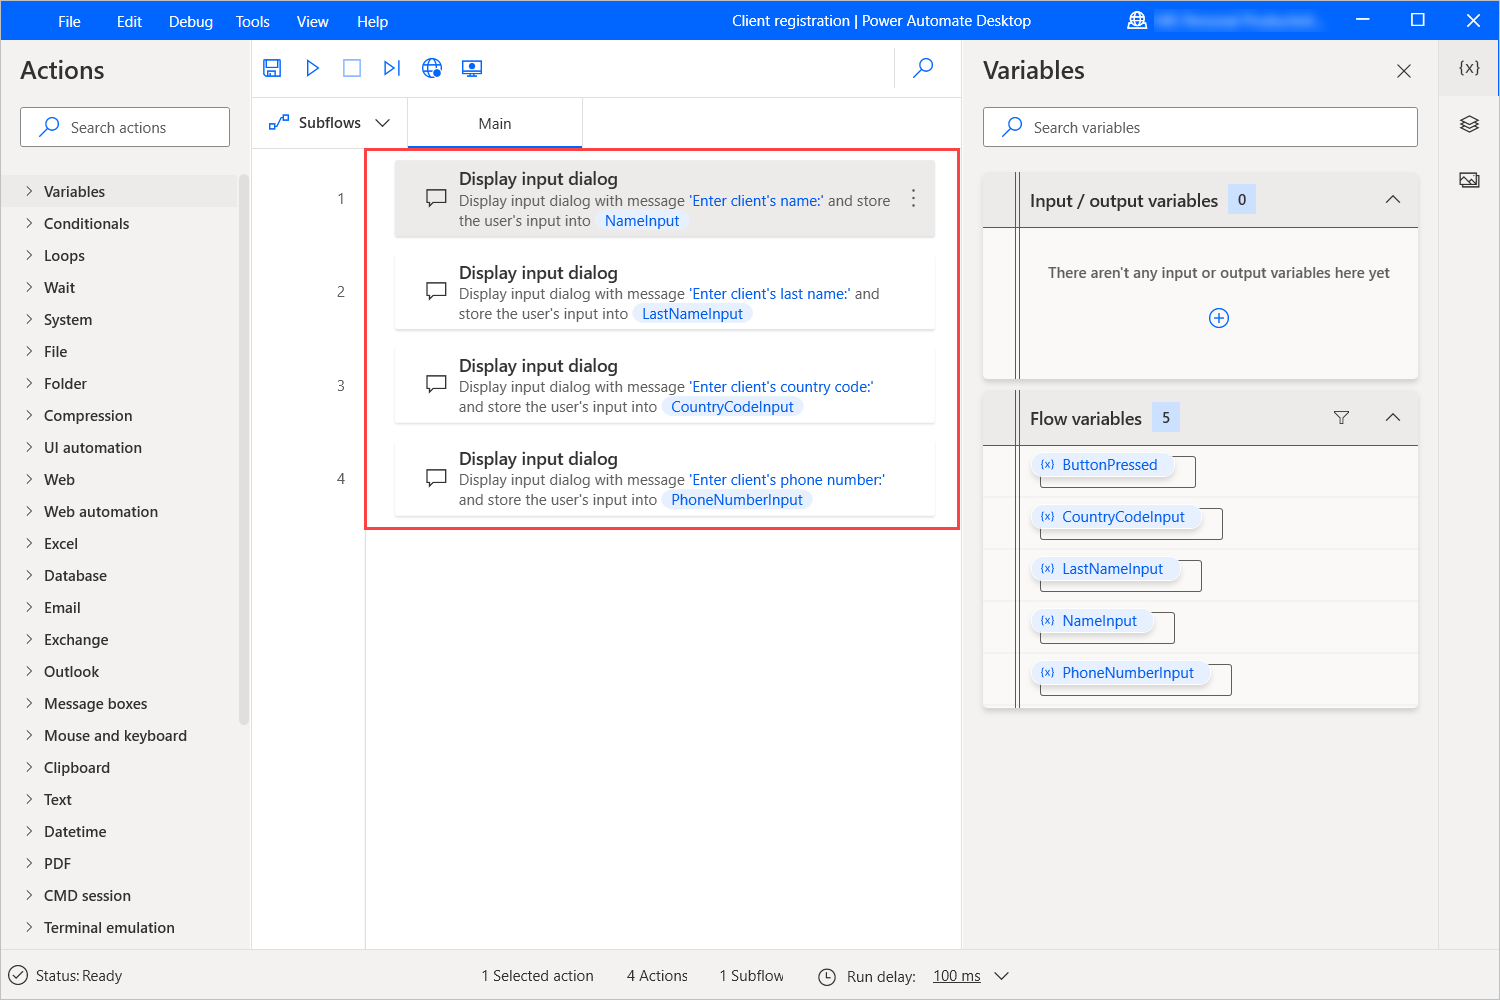 File Edit Debug Tools View Help Client registration | Power Automate Desktop
Actions
Search actions
Variables
Conditionals
Loops
Wait
System
File
Folder
Compression
UI automation
Web
Web automation
Excel
Database
Email
Exchange
Outlook
Message boxes
Mouse and keyboard
Clipboard
Text
Datetime
PDF
CMD session
Terminal emulation
Subflows
Main
1
Display input dialog
Display input dialog with message 'Enter client's name:' and store
the user's input into NameInput
2
Display input dialog
Display input dialog with message 'Enter client's last name:' and
store the user's input into LastNameInput
3
Display input dialog
Display input dialog with message 'Enter client's country code:'
and store the user's input into CountryCodeInput
4
Display input dialog
Display input dialog with message 'Enter client's phone number:'
and store the user's input into PhoneNumberInput
Variables
{x}
Search variables
Input / output variables 0
There aren't any input or output variables here yet
Flow variables 5
{x} ButtonPressed
{x} CountryCodeInput
{x} LastNameInput
{x} NameInput
{x} PhoneNumberInput
Status: Ready 1 Selected action 4 Actions 1 Subflow Run delay: 100 ms